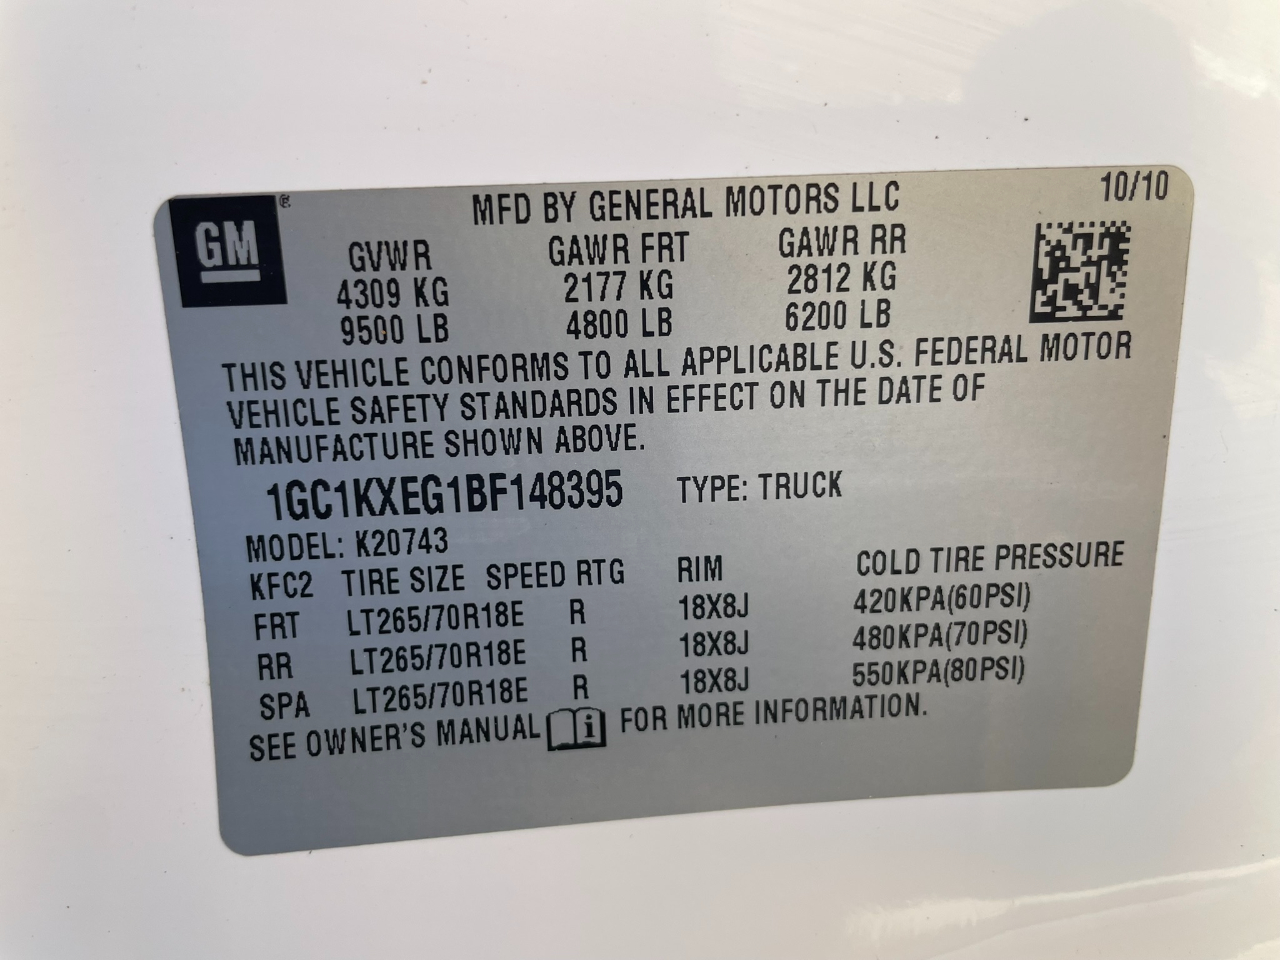 GM ®
MFD BY GENERAL MOTORS LLC 10/10
GVWR GAWR FRT GAWR RR
4309 KG 2177 KG 2812 KG
9500 LB 4800 LB 6200 LB
THIS VEHICLE CONFORMS TO ALL APPLICABLE U.S. FEDERAL MOTOR
VEHICLE SAFETY STANDARDS IN EFFECT ON THE DATE OF
MANUFACTURE SHOWN ABOVE.
1GC1KXEG1BF148395 TYPE: TRUCK
MODEL: K20743
KFC2 TIRE SIZE SPEED RTG RIM COLD TIRE PRESSURE
FRT LT265/70R18E R 18X8J 420KPA(60PSI)
RR LT265/70R18E R 18X8J 480KPA(70PSI)
SPA LT265/70R18E R 18X8J 550KPA(80PSI)
SEE OWNER'S MANUAL i FOR MORE INFORMATION.